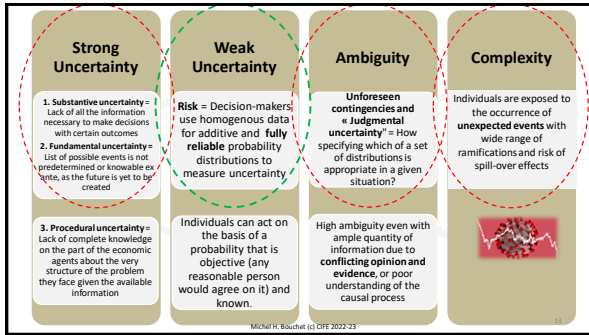 Strong
Uncertainty
1. Substantive uncertainty =
Lack of all the information
necessary to make decisions
with certain outcomes
2. Fundamental uncertainty =
List of possible events is not
predetermined or knowable ex
ante, as the future is yet to be
created
3. Procedural uncertainty =
Lack of complete knowledge
on the part of the economic
agents about the very
structure of the problem
they face given the available
information
Weak
Uncertainty
Risk = Decision-makers
use homogenous data
for additive and fully
reliable probability
distributions to
measure uncertainty
Individuals can act on
the basis of a
probability that is
objective (any
reasonable person
would agree on it) and
known.
Ambiguity
Unforeseen
contingencies and
« Judgmental
uncertainty" = How
specifying which of a set
of distributions is
appropriate in a given
situation?
High ambiguity even with
ample quantity of
information due to
conflicting opinion and
evidence, or poor
understanding of the
causal process
Complexity
Individuals are exposed to
the occurrence of
unexpected events with
wide range of
ramifications and risk of
spill-over effects
Michel H. Bouchet (c) CIFE 2022-23